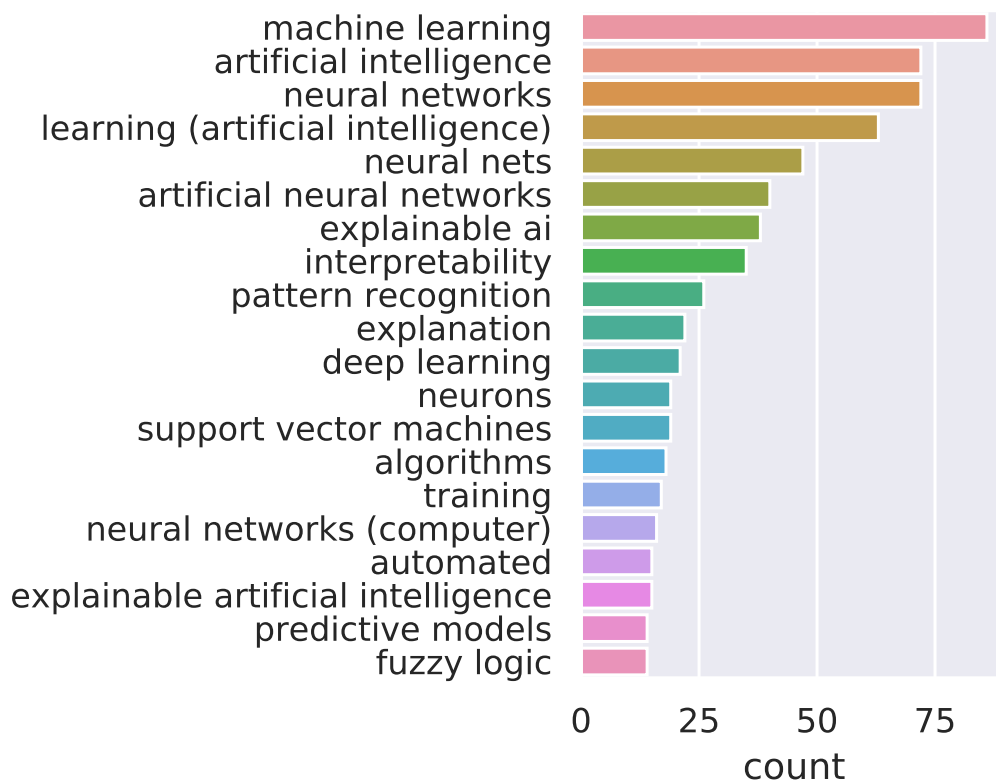 machine learning
artificial intelligence
neural networks
learning (artificial intelligence)
neural nets
artificial neural networks
explainable ai
interpretability
pattern recognition
explanation
deep learning
neurons
support vector machines
algorithms
training
neural networks (computer)
automated
explainable artificial intelligence
predictive models
fuzzy logic
0 25 50 75
count